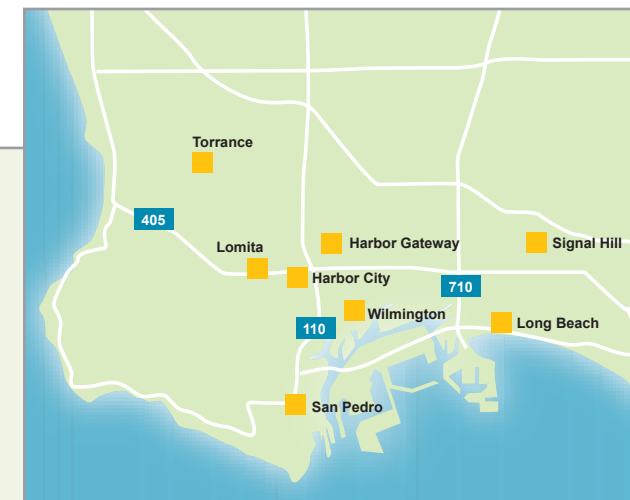 Torrance
405
Lomita
Harbor Gateway
Signal Hill
Harbor City
710
Wilmington
110
Long Beach
San Pedro